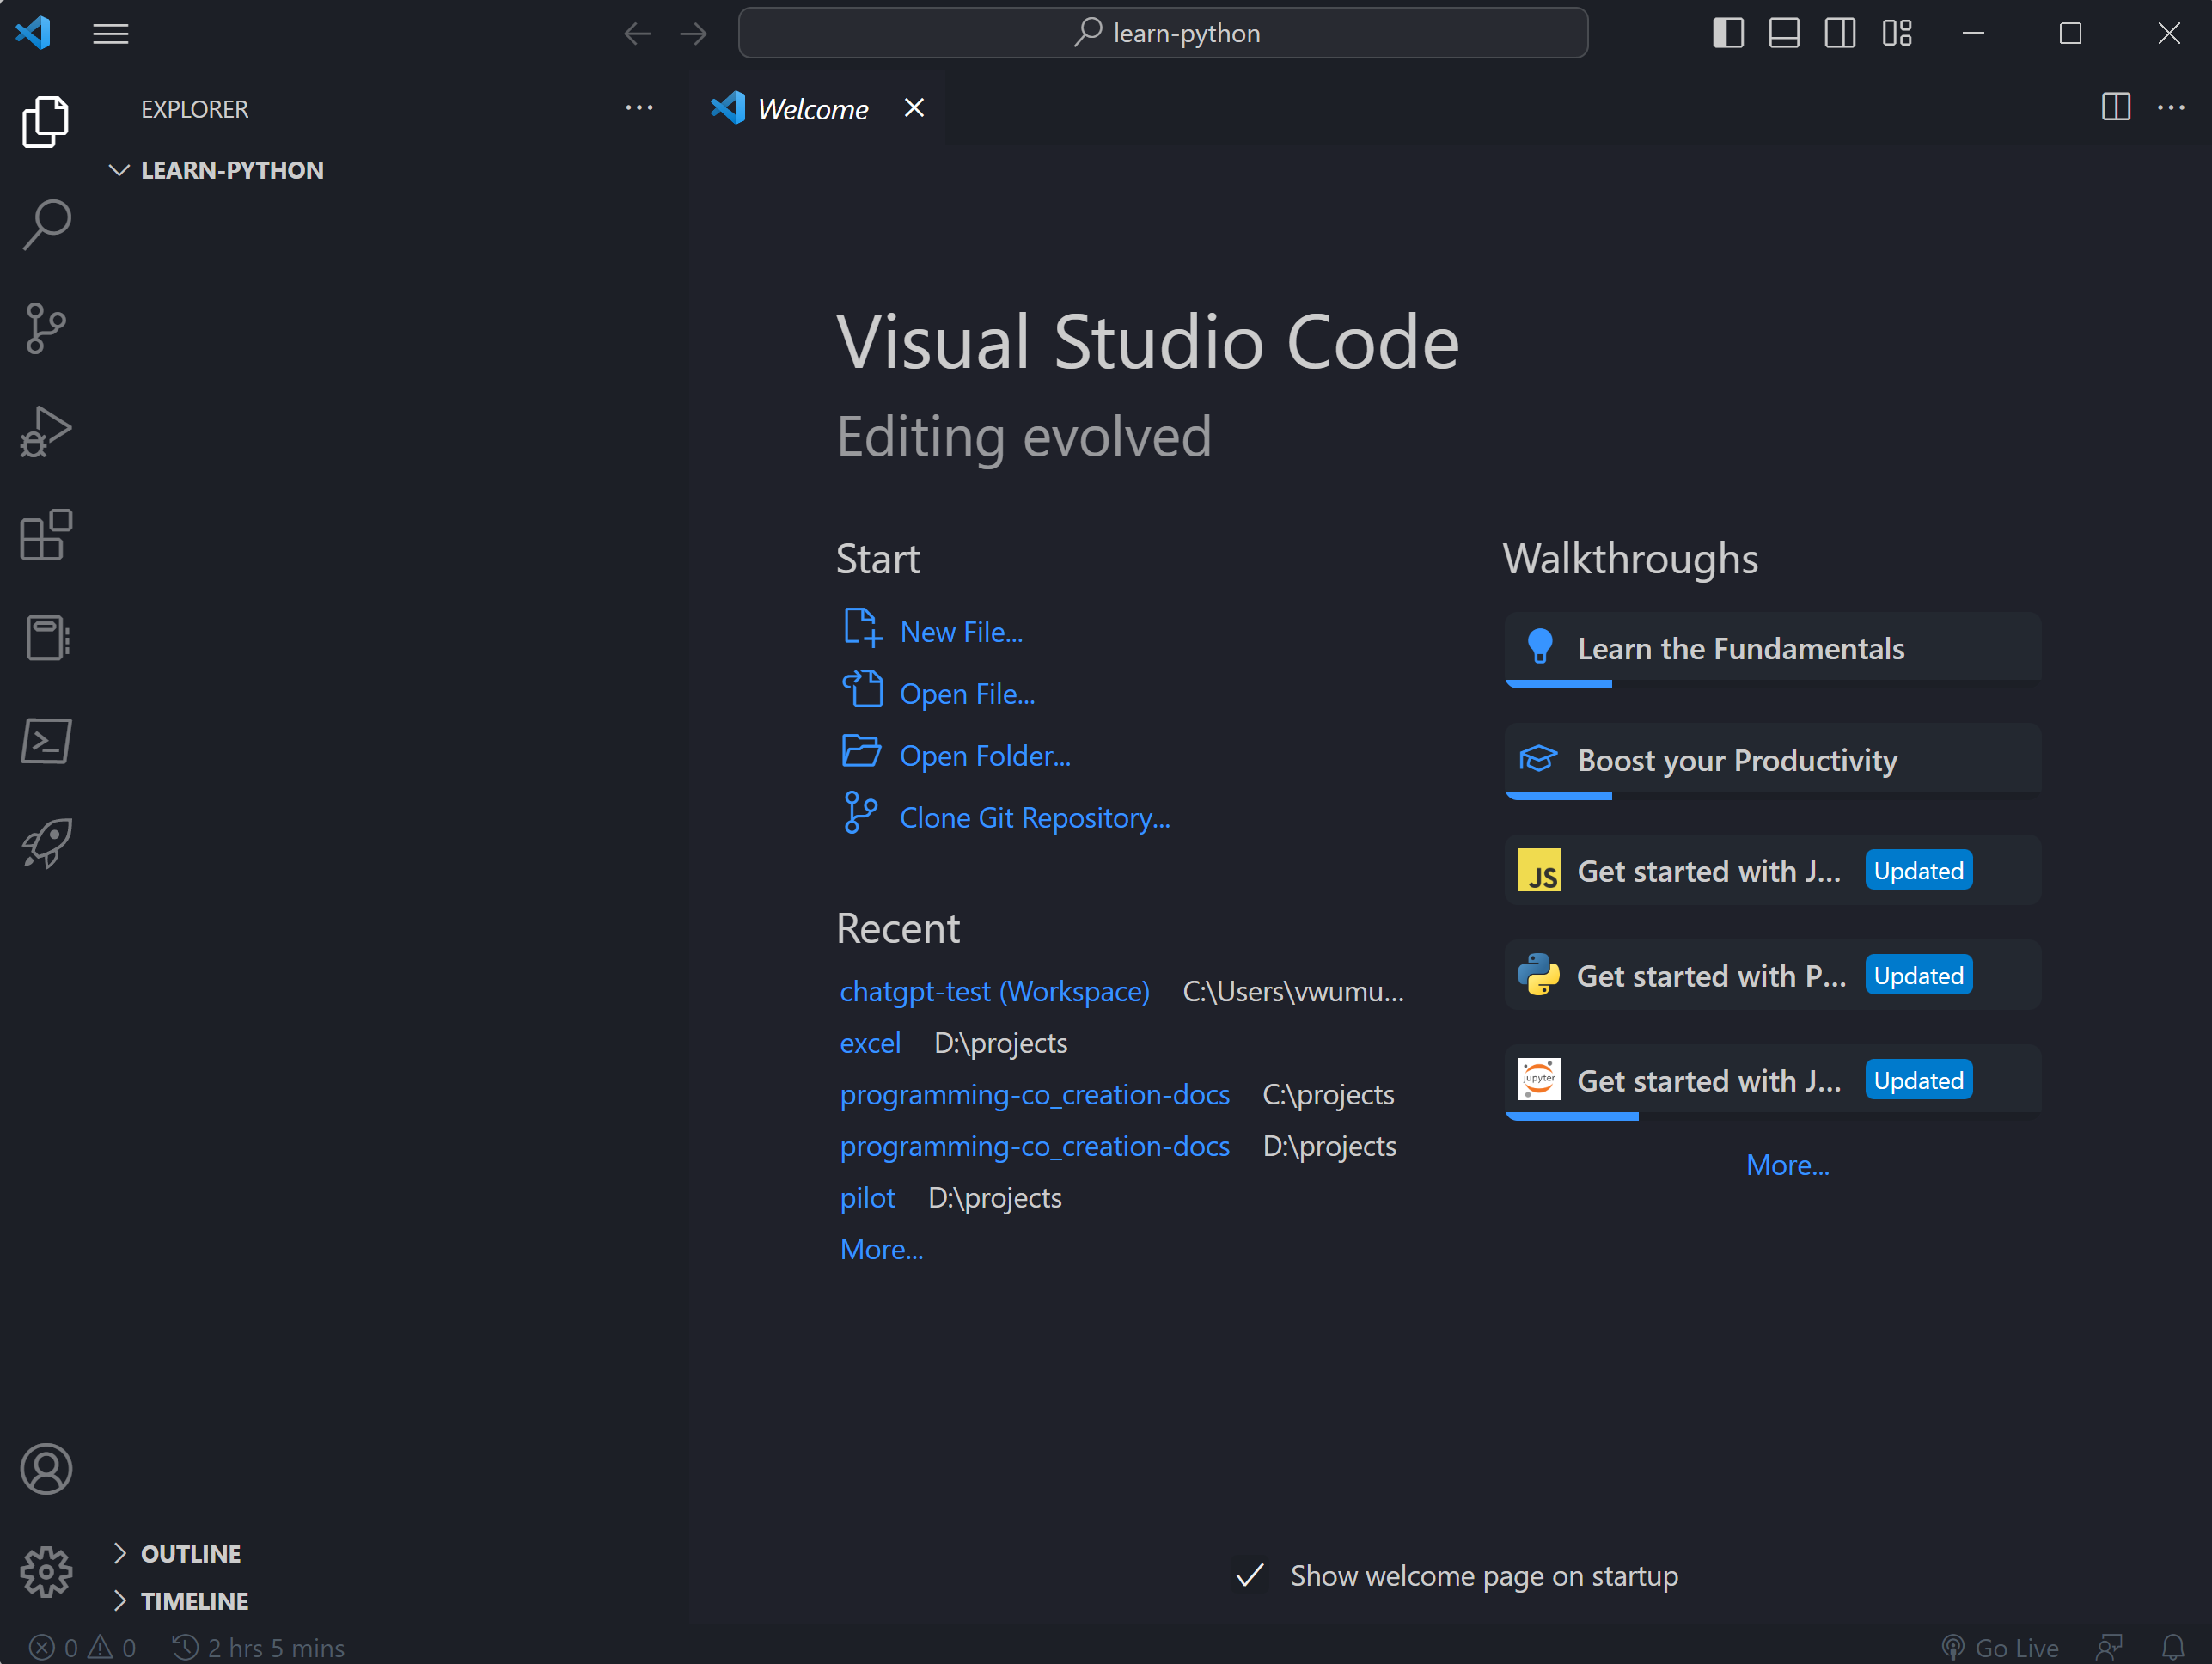 learn-python
EXPLORER
Welcome
LEARN-PYTHON
Visual Studio Code
Editing evolved
Start
New File...
Open File...
Open Folder...
Clone Git Repository...
Recent
chatgpt-test (Workspace) C:\Users\vwumu...
excel D:\projects
programming-co_creation-docs C:\projects
programming-co_creation-docs D:\projects
pilot D:\projects
More...
Walkthroughs
Learn the Fundamentals
Boost your Productivity
JS Get started with J... Updated
Get started with P... Updated
jupyter Get started with J... Updated
More...
OUTLINE
TIMELINE
Show welcome page on startup
0 0 2 hrs 5 mins
Go Live